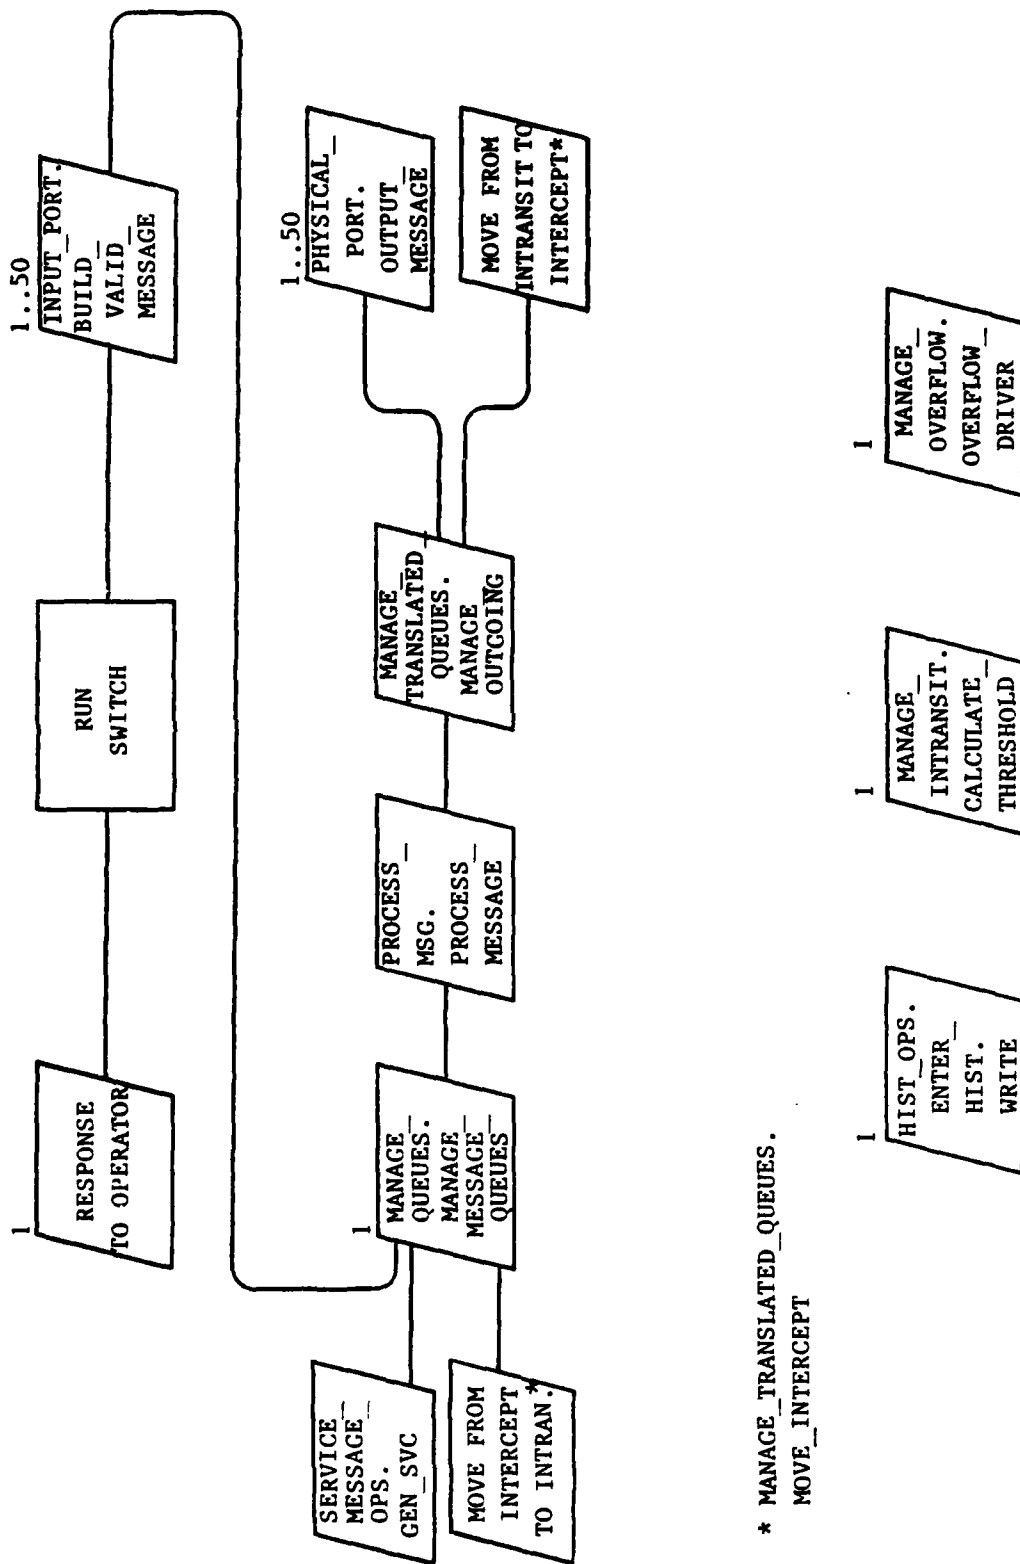 1
RESPONSE
TO OPERATOR
RUN
SWITCH
1..50
INPUT_PORT.
BUILD_
VALID_
MESSAGE
SERVICE_
MESSAGE_
OPS.
GEN_SVC
MOVE FROM
INTERCEPT
TO INTRAN.*
1
MANAGE_
QUEUES.
MANAGE_
MESSAGE_
QUEUES
PROCESS_
MSG.
PROCESS_
MESSAGE
MANAGE_
TRANSLATED_
QUEUES.
MANAGE_
OUTGOING
1..50
PHYSICAL_
PORT.
OUTPUT_
MESSAGE
MOVE FROM
INTRANSIT TO
INTERCEPT*
* MANAGE_TRANSLATED_QUEUES.
MOVE_INTERCEPT
1
HIST_OPS.
ENTER_
HIST.
WRITE
1
MANAGE_
INTRANSIT.
CALCULATE_
THRESHOLD
1
MANAGE_
OVERFLOW.
OVERFLOW_
DRIVER